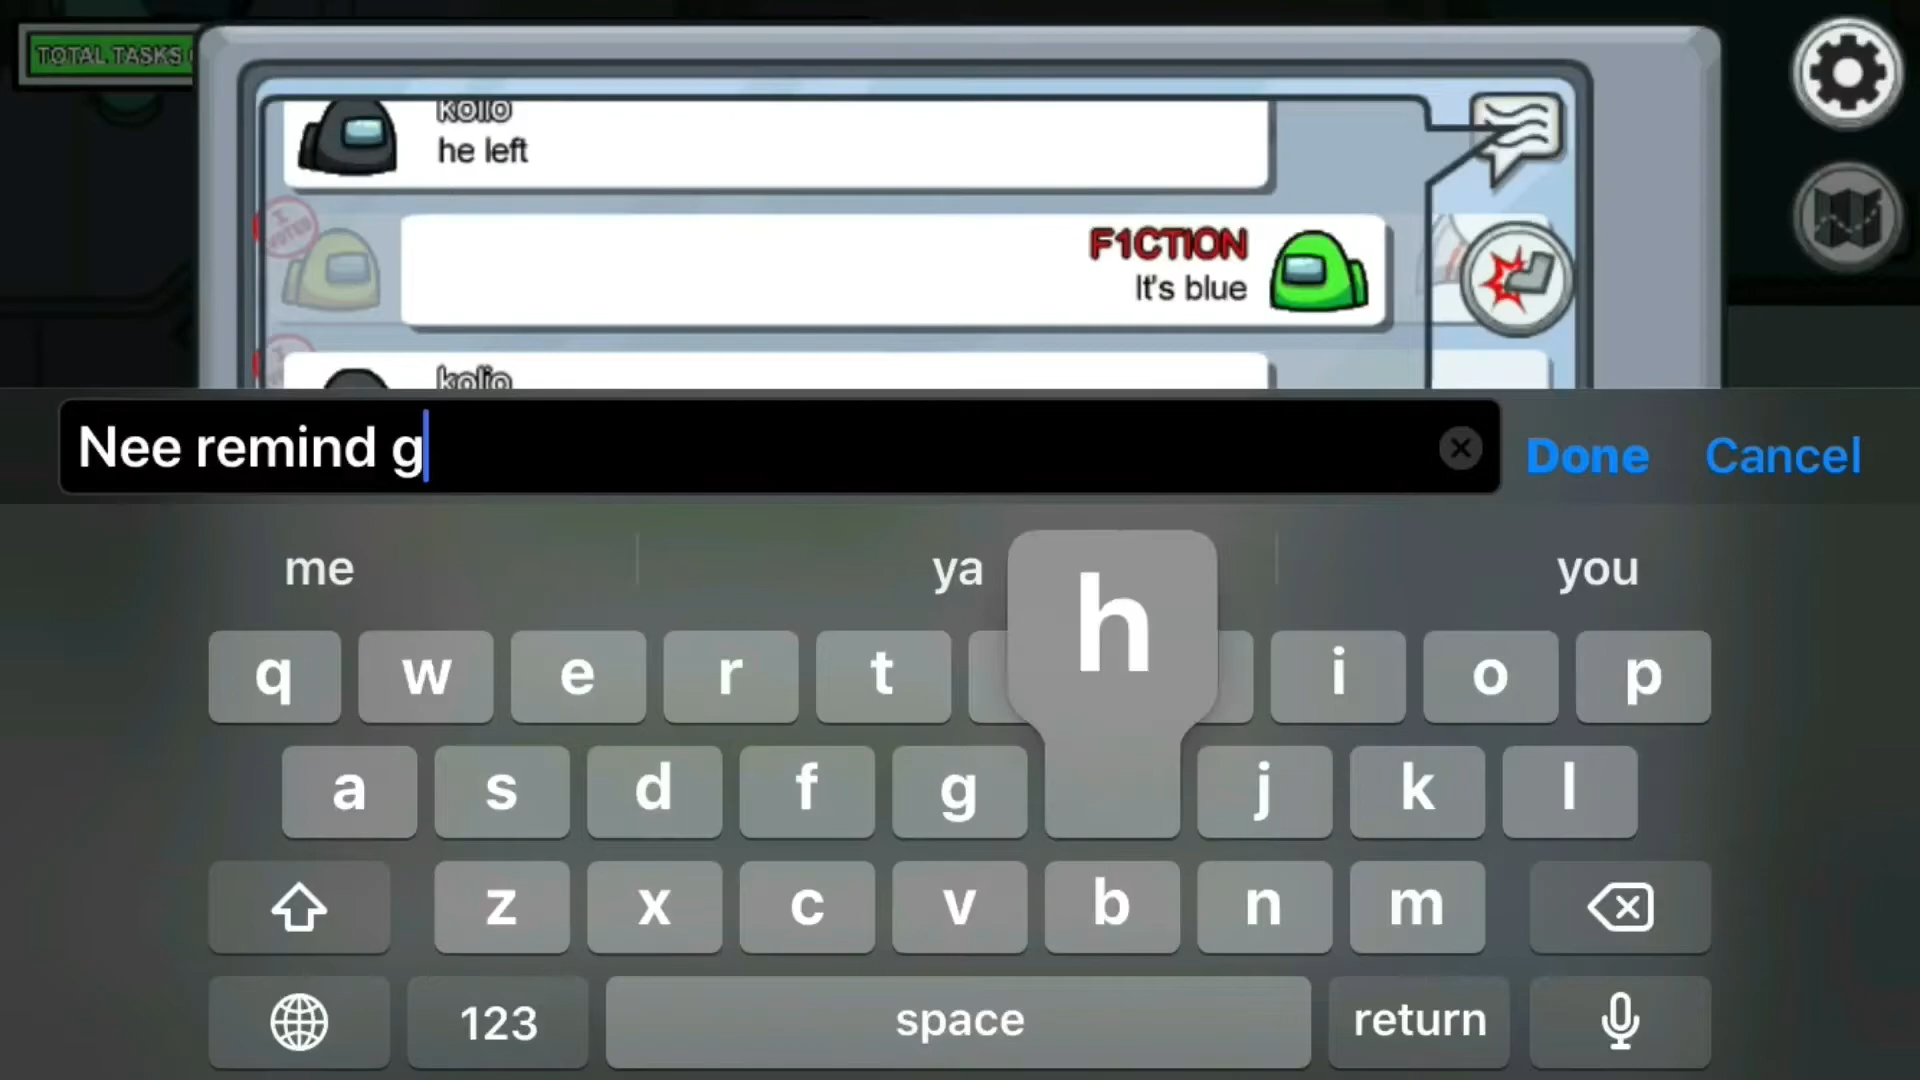 TOTAL TASKS
kolio
he left
I VOTED
F1CTION
It's blue
kolio
Nee remind g
Done
Cancel
me
ya
you
h
q w e r t i o p
a s d f g j k l
z x c v b n m
123
space
return